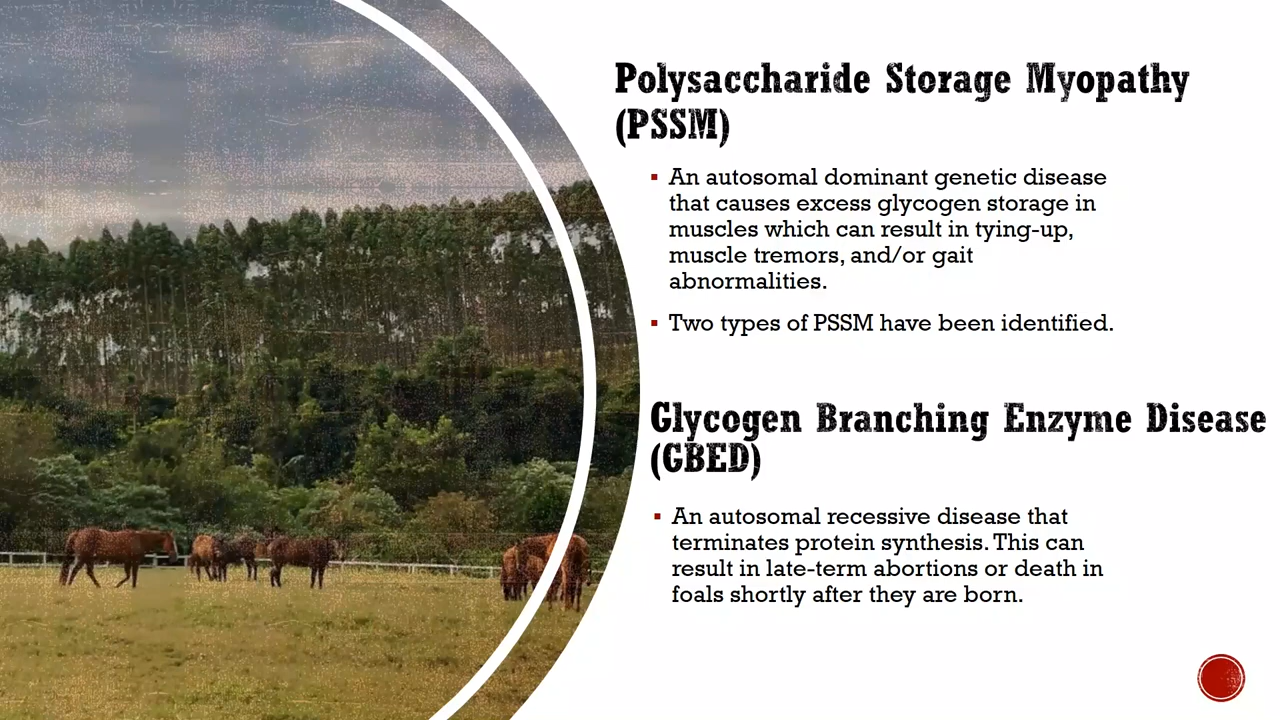 Polysaccharide Storage Myopathy
(PSSM)
An autosomal dominant genetic disease
that causes excess glycogen storage in
muscles which can result in tying-up,
muscle tremors, and/or gait
abnormalities.
Two types of PSSM have been identified.
Glycogen Branching Enzyme Disease
(GBED)
An autosomal recessive disease that
terminates protein synthesis. This can
result in late-term abortions or death in
foals shortly after they are born.